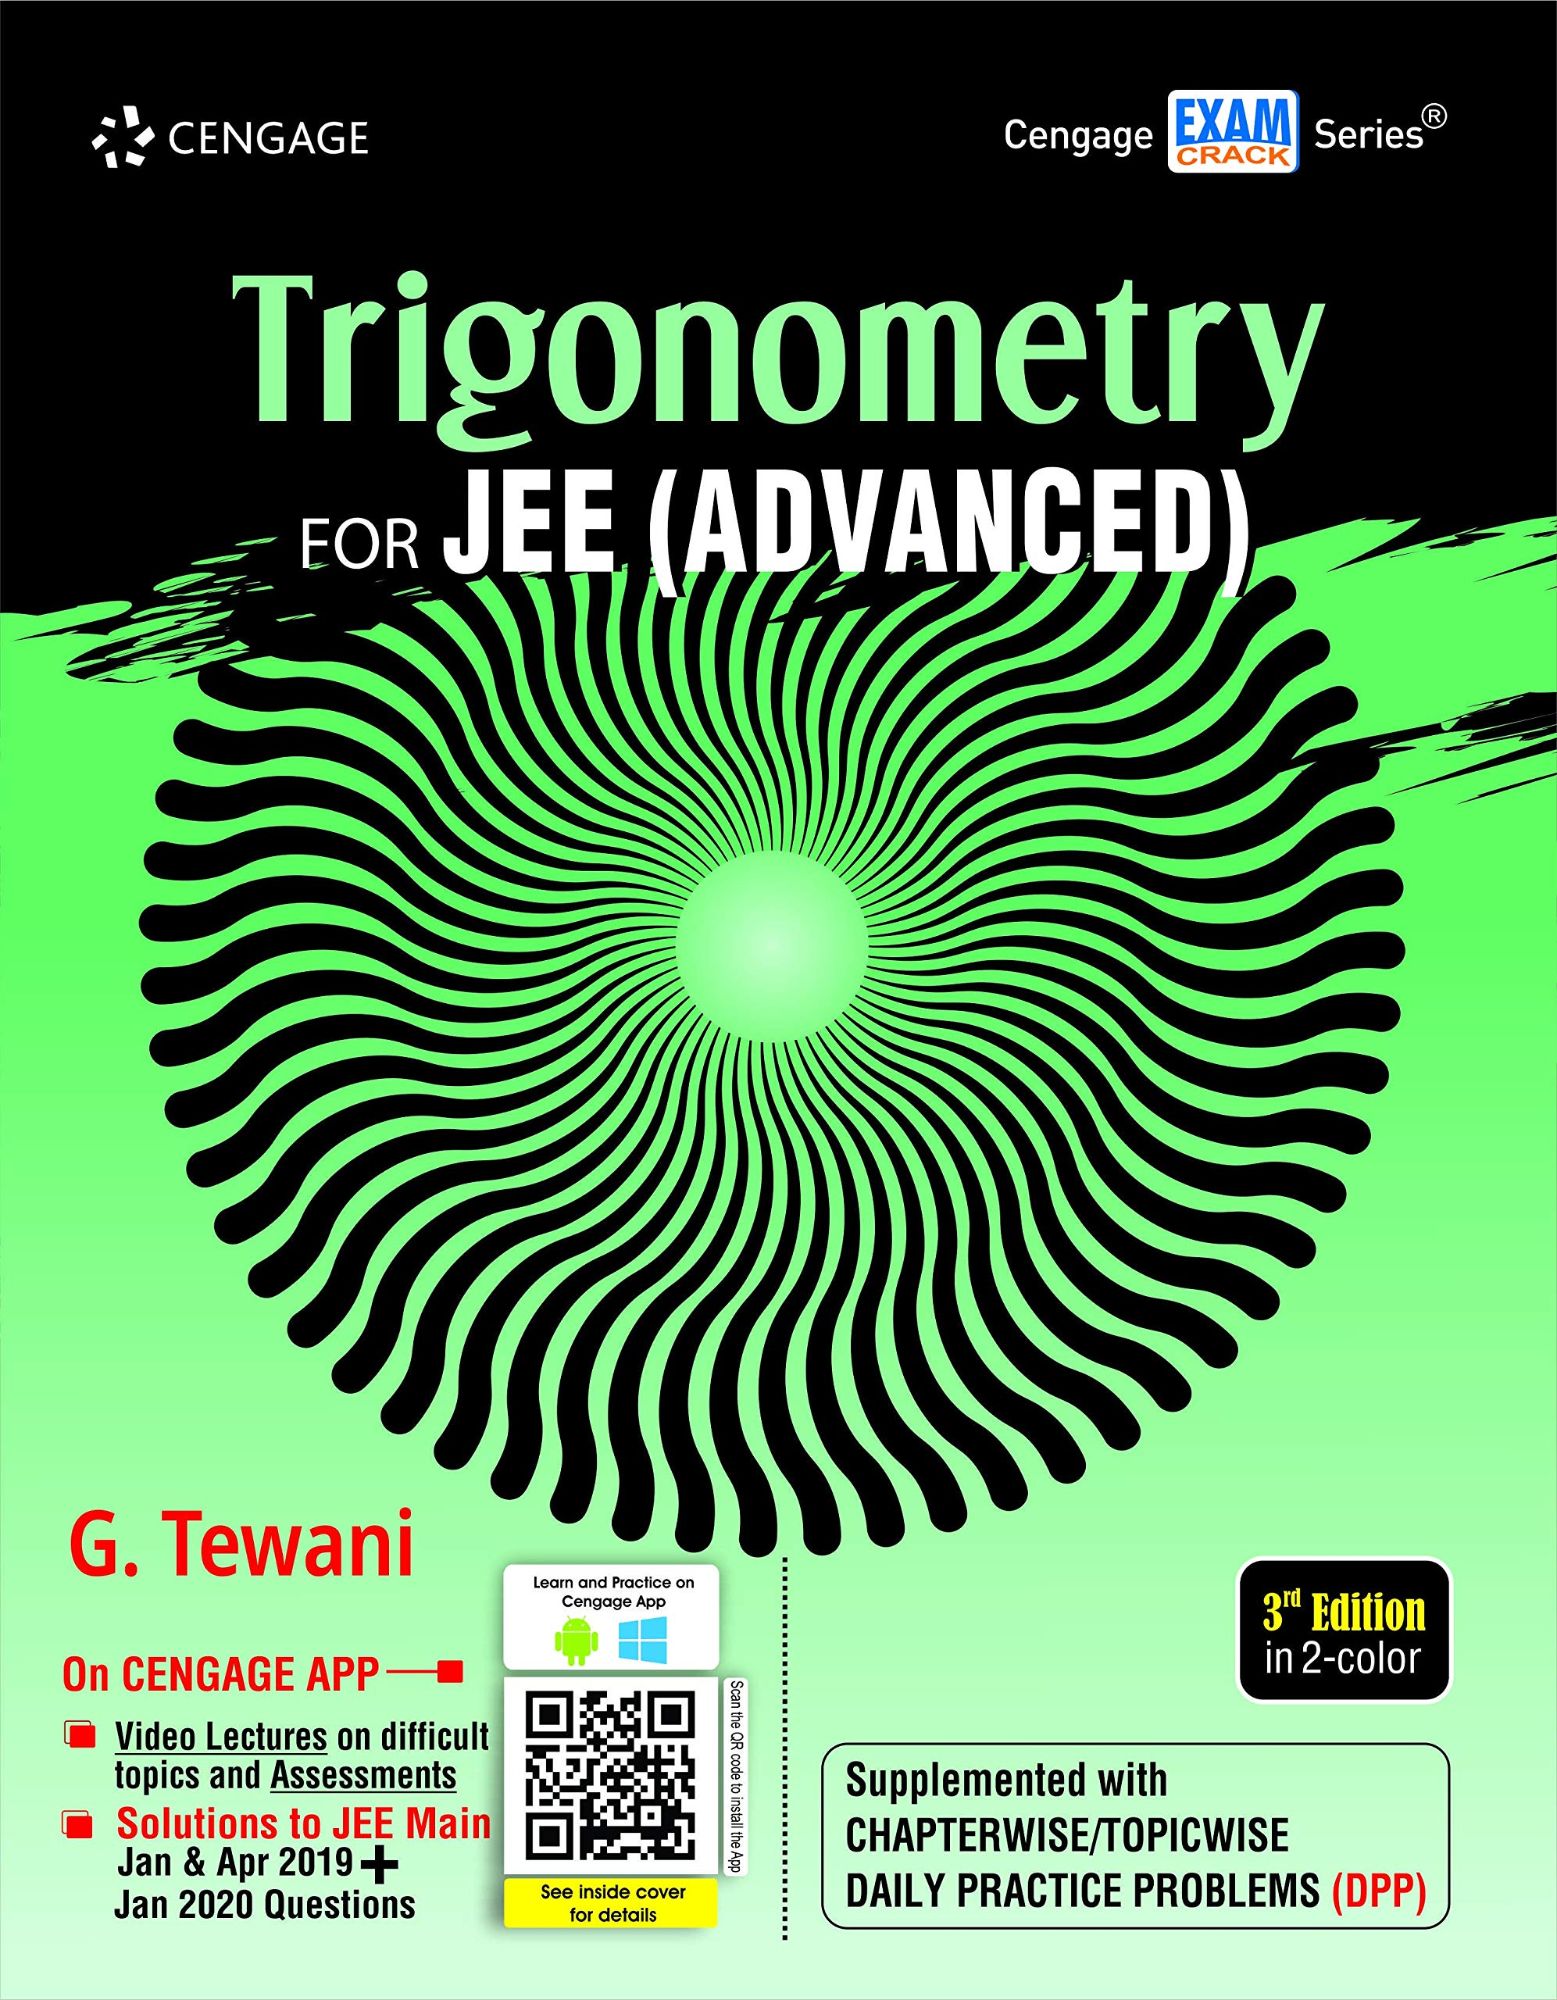 CENGAGE
Cengage EXAM CRACK Series®
Trigonometry
FOR JEE (ADVANCED)
G. Tewani
On CENGAGE APP
Video Lectures on difficult
topics and Assessments
Solutions to JEE Main
Jan & Apr 2019 +
Jan 2020 Questions
Learn and Practice on
Cengage App
Scan the QR code to install the App
See inside cover
for details
3rd Edition
in 2-color
Supplemented with
CHAPTERWISE/TOPICWISE
DAILY PRACTICE PROBLEMS (DPP)